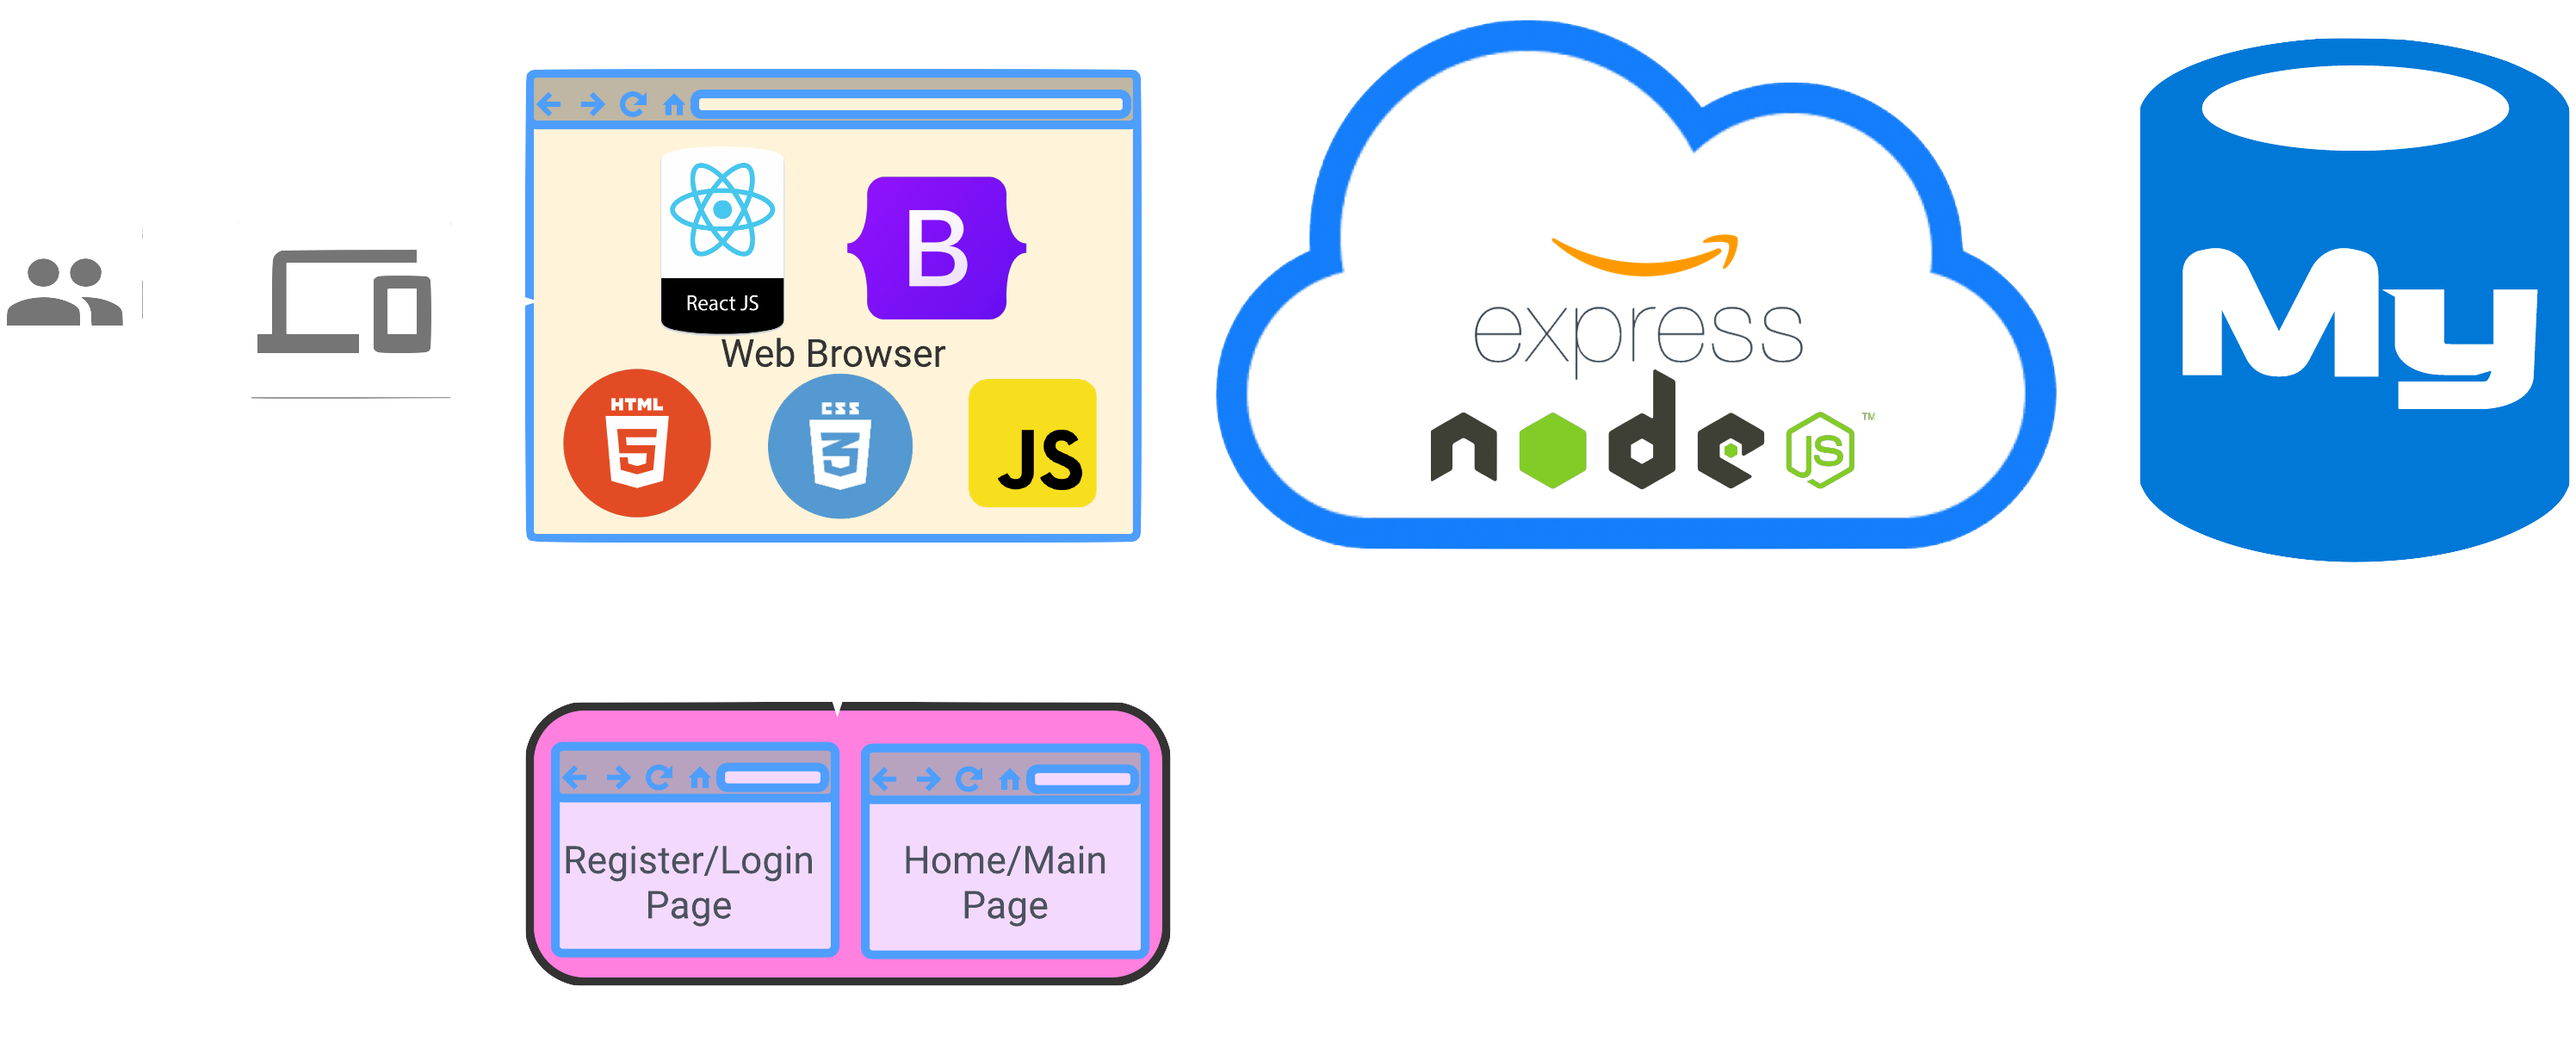 React JS
B
Web Browser
HTML
5
CSS
3
JS
express
node
JS
™
My
Register/Login
Page
Home/Main
Page